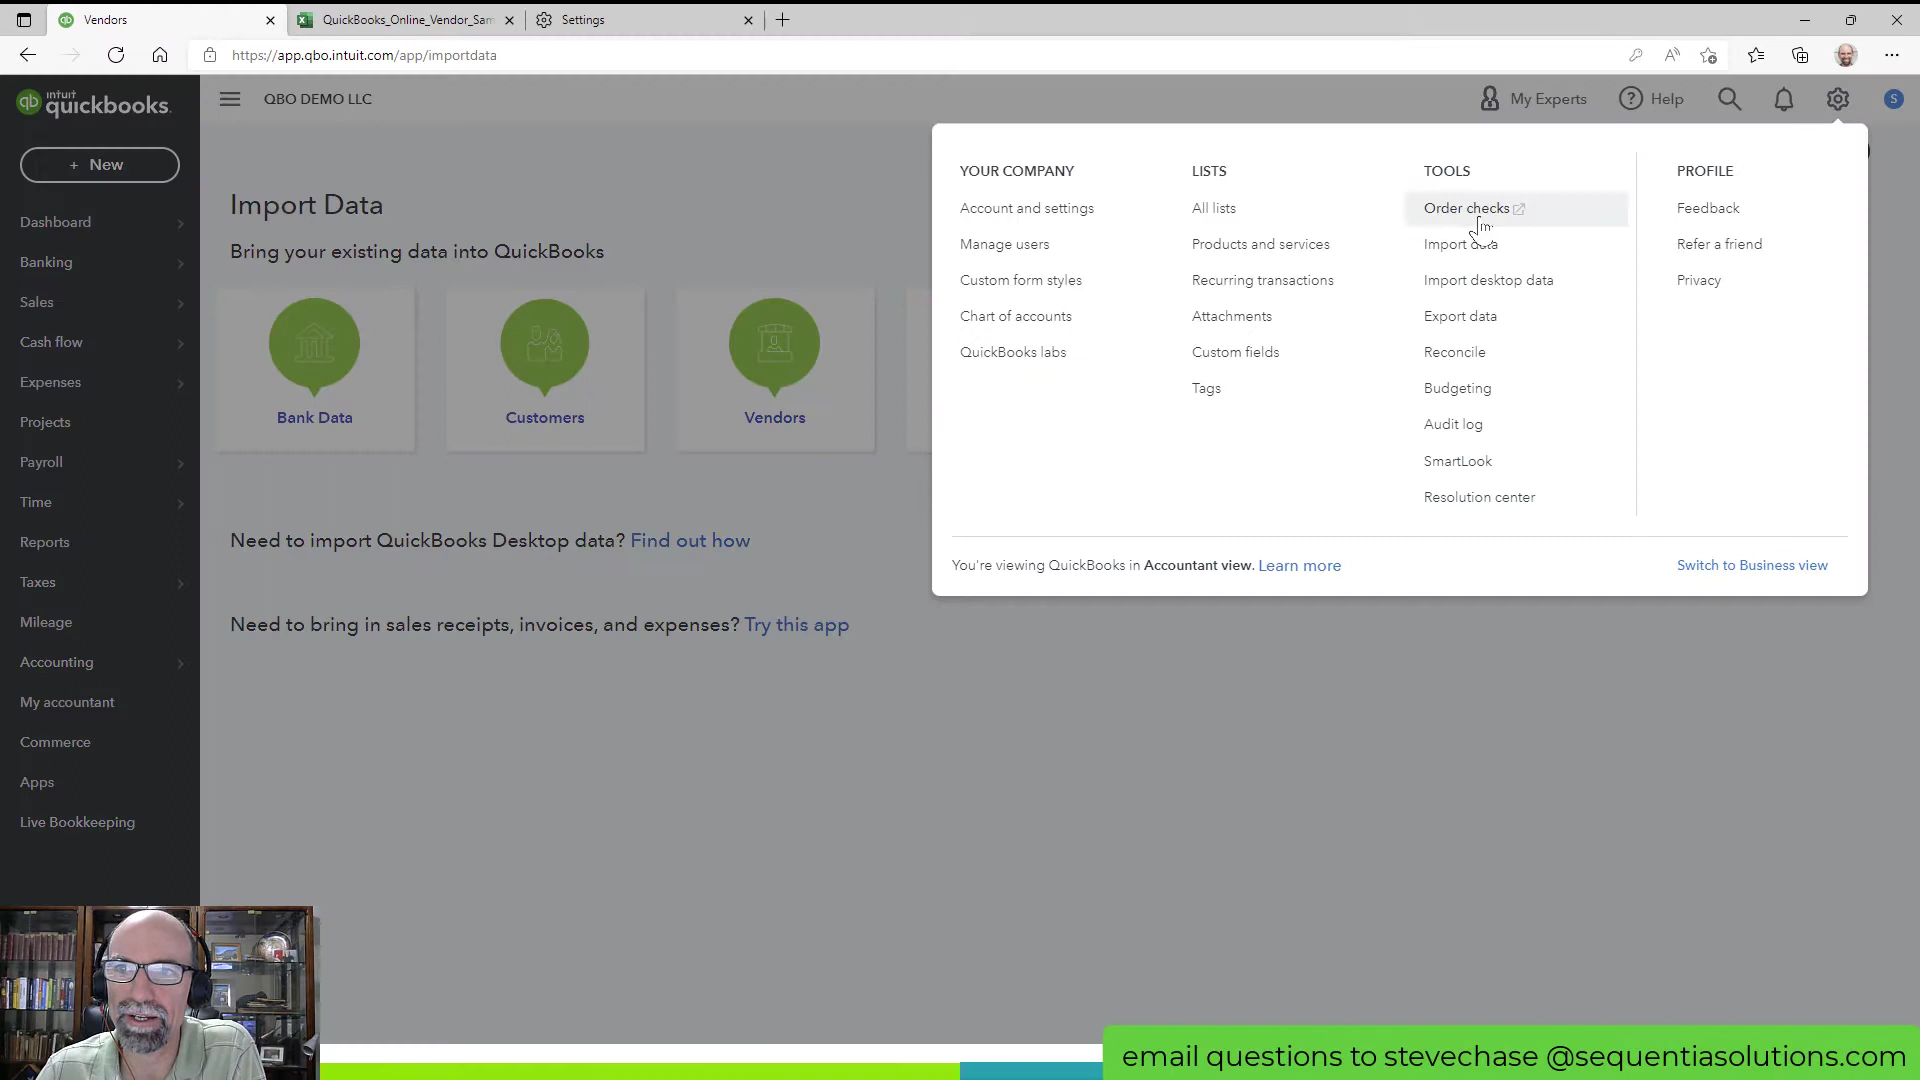 Vendors
QuickBooks_Online_Vendor_Sam
Settings
https://app.qbo.intuit.com/app/importdata
intuit
quickbooks.
qb
QBO DEMO LLC
My Experts
Help
S
+ New
Dashboard
Banking
Sales
Cash flow
Expenses
Projects
Payroll
Time
Reports
Taxes
Mileage
Accounting
My accountant
Commerce
Apps
Live Bookkeeping
Import Data
Bring your existing data into QuickBooks
Bank Data
Customers
Vendors
Need to import QuickBooks Desktop data? Find out how
Need to bring in sales receipts, invoices, and expenses? Try this app
YOUR COMPANY
Account and settings
Manage users
Custom form styles
Chart of accounts
QuickBooks labs
LISTS
All lists
Products and services
Recurring transactions
Attachments
Custom fields
Tags
TOOLS
Order checks
Import data
Import desktop data
Export data
Reconcile
Budgeting
Audit log
SmartLook
Resolution center
PROFILE
Feedback
Refer a friend
Privacy
You're viewing QuickBooks in Accountant view. Learn more
Switch to Business view
email questions to stevechase @sequentiasolutions.com